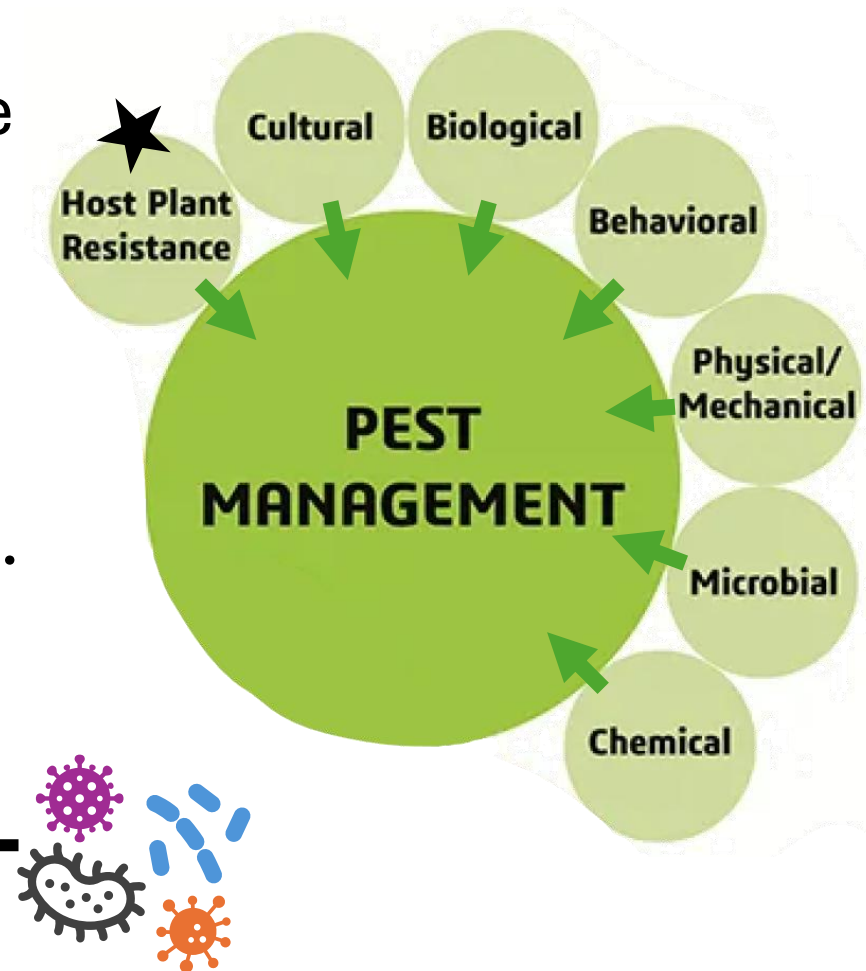 e
Cultural
Biological
Host Plant
Resistance
Behavioral
Physical/
Mechanical
PEST
MANAGEMENT
.
Microbial
Chemical